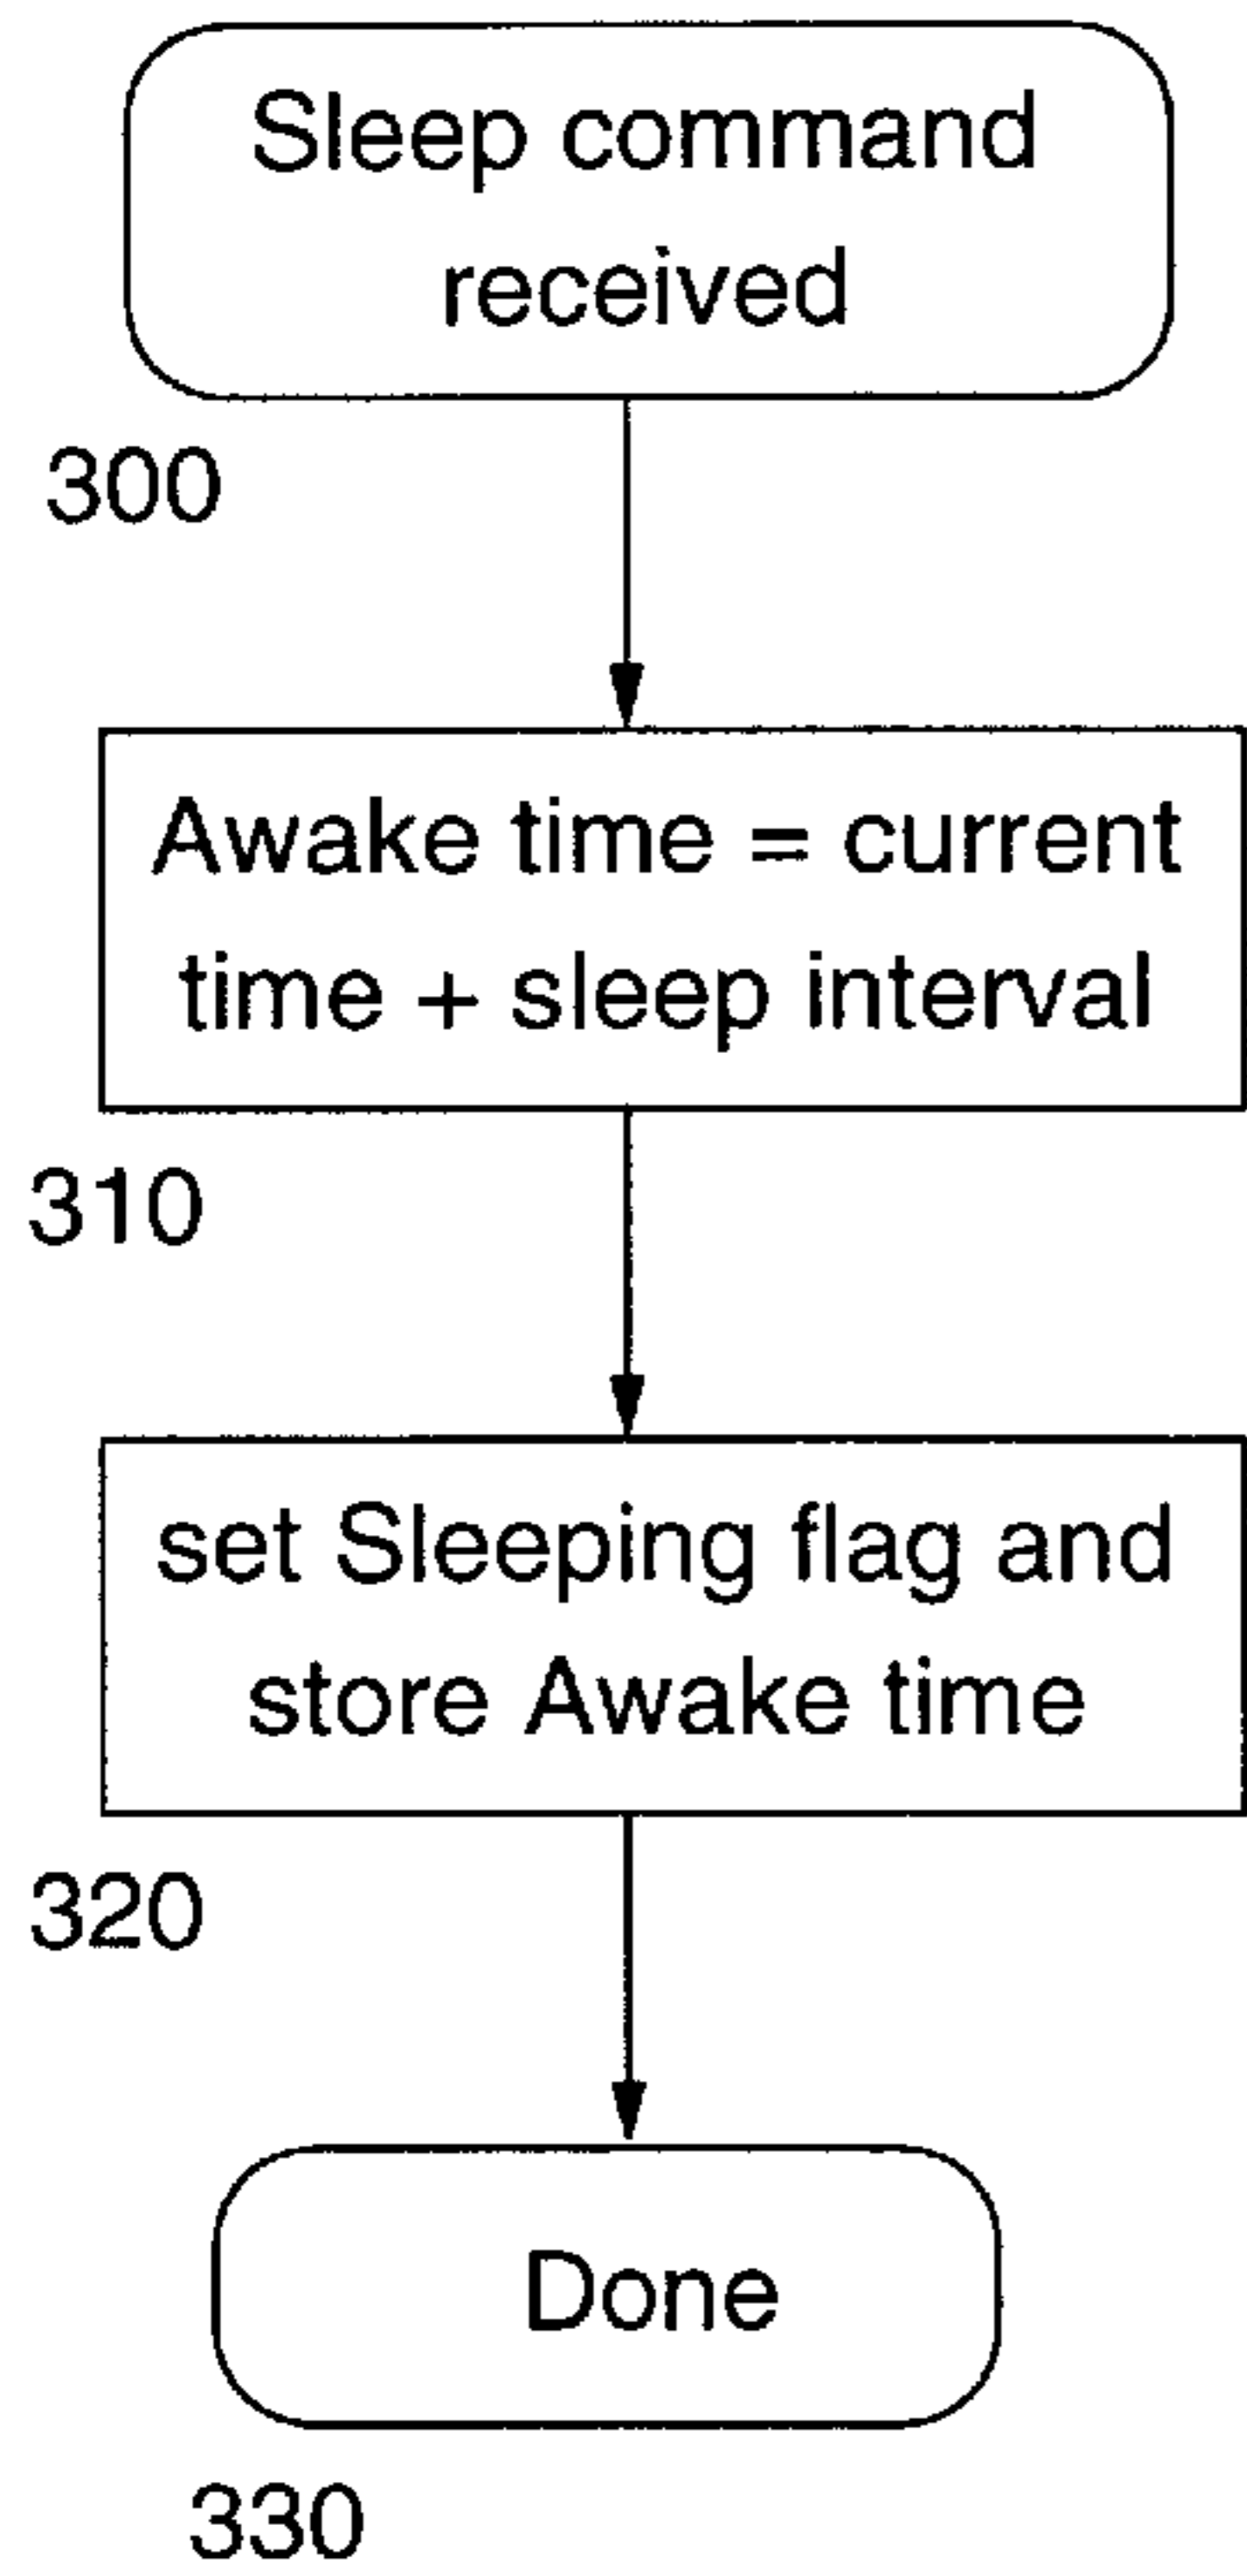 Sleep command
received
300
Awake time = current
time + sleep interval
310
set Sleeping flag and
store Awake time
320
Done
330